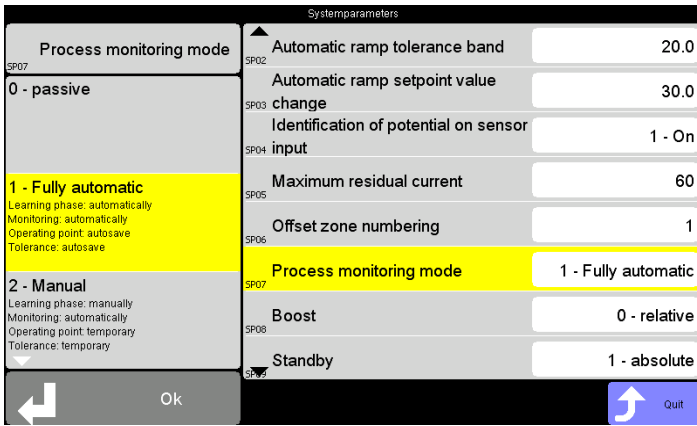 Systemparameters
Process monitoring mode
SP07
0 - passive
1 - Fully automatic
Learning phase: automatically
Monitoring: automatically
Operating point: autosave
Tolerance: autosave
2 - Manual
Learning phase: manually
Monitoring: automatically
Operating point: temporary
Tolerance: temporary
Ok
SP02 Automatic ramp tolerance band 20.0
Automatic ramp setpoint value
SP03 change 30.0
Identification of potential on sensor
SP04 input 1 - On
SP05 Maximum residual current 60
SP06 Offset zone numbering 1
SP07 Process monitoring mode 1 - Fully automatic
SP08 Boost 0 - relative
SP09 Standby 1 - absolute
Quit